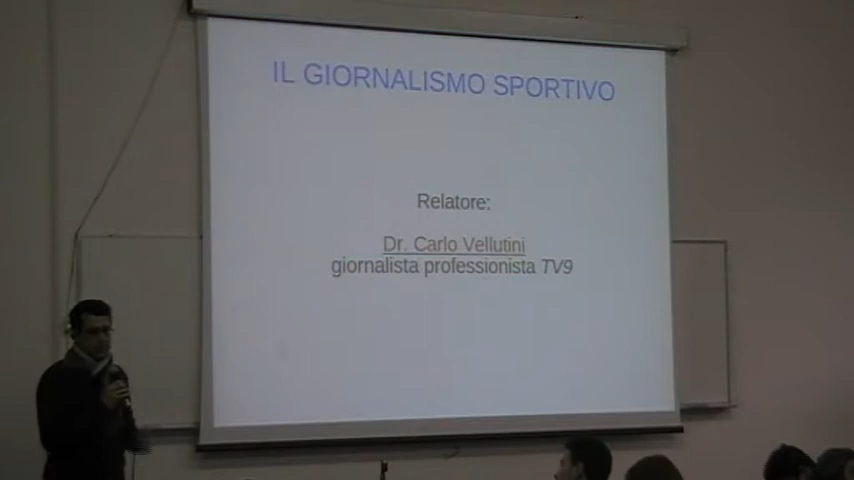 IL GIORNALISMO SPORTIVO
Relatore:
Dr. Carlo Vellutini
giornalista professionista TV9